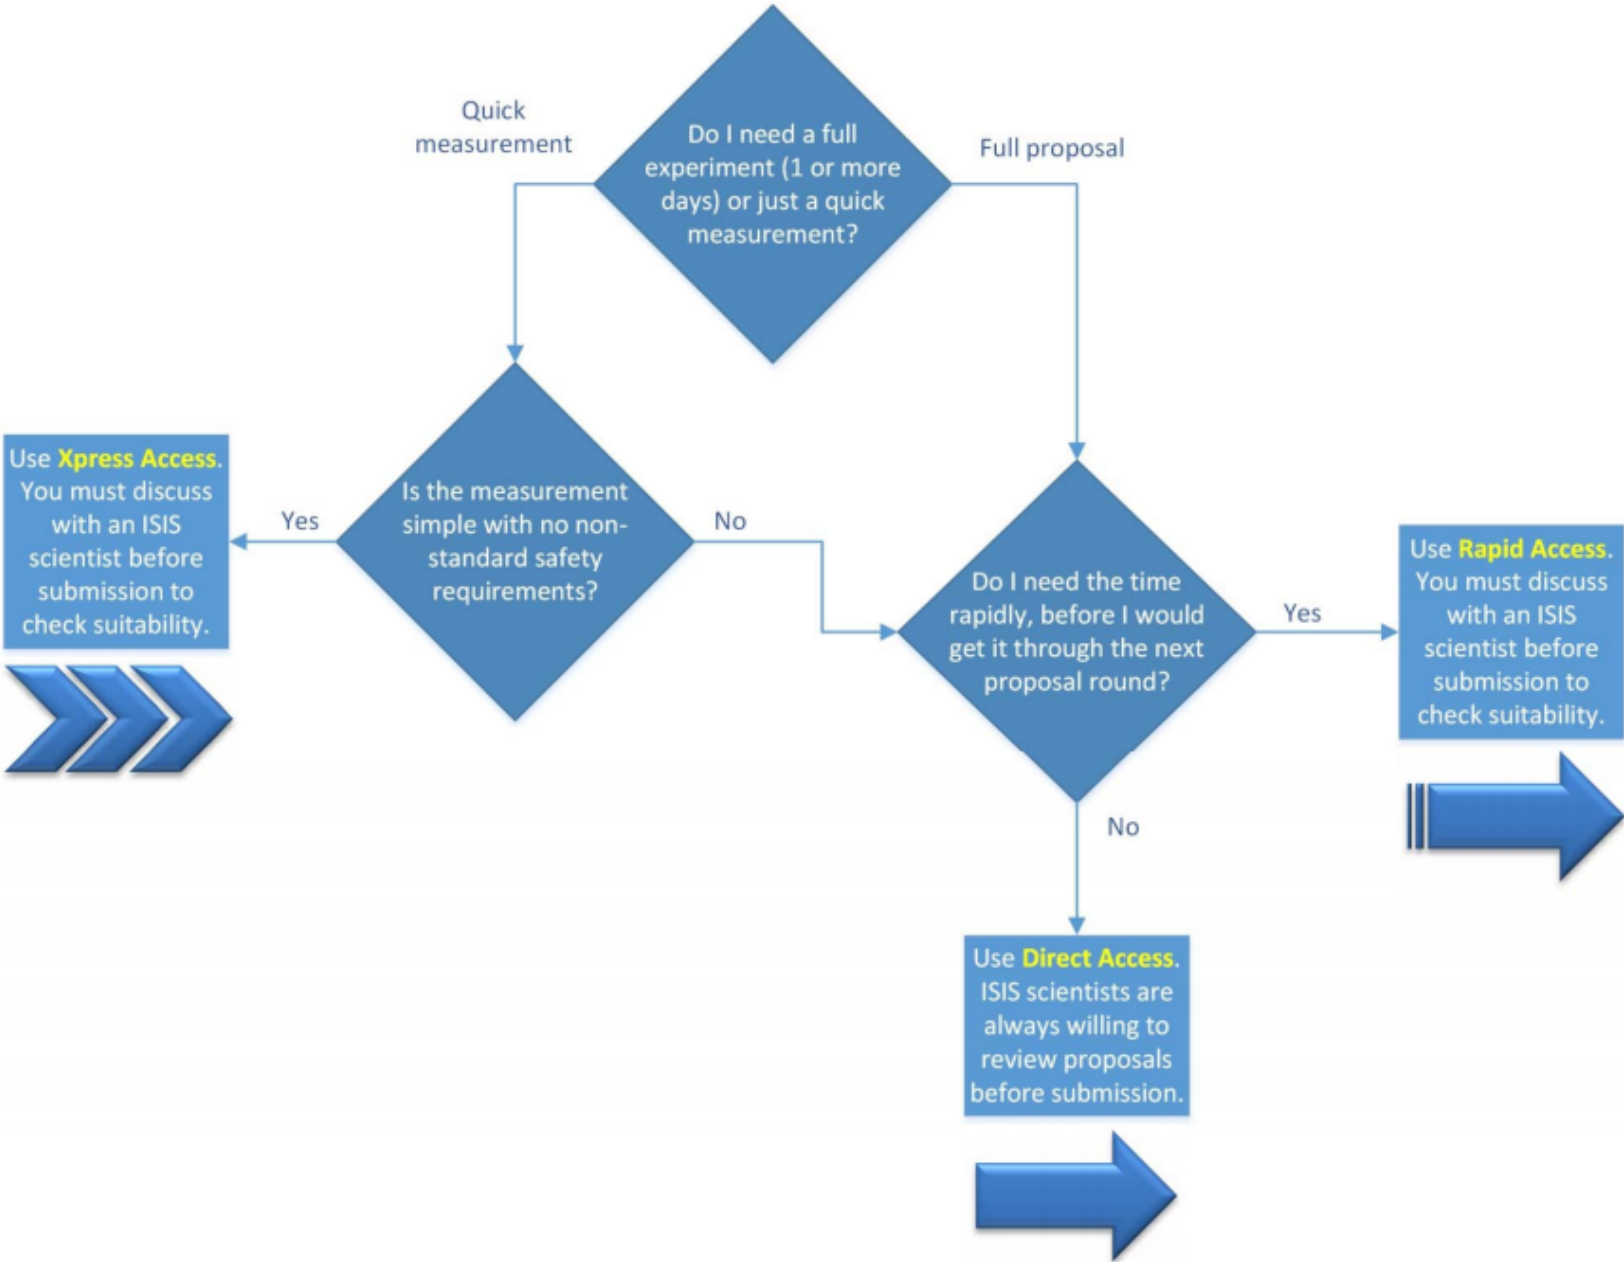 Quick
measurement
Do I need a full
experiment (1 or more
days) or just a quick
measurement?
Full proposal
Use Xpress Access.
You must discuss
with an ISIS
scientist before
submission to
check suitability.
Yes
Is the measurement
simple with no non-
standard safety
requirements?
No
Do I need the time
rapidly, before I would
get it through the next
proposal round?
Yes
Use Rapid Access.
You must discuss
with an ISIS
scientist before
submission to
check suitability.
No
Use Direct Access.
ISIS scientists are
always willing to
review proposals
before submission.